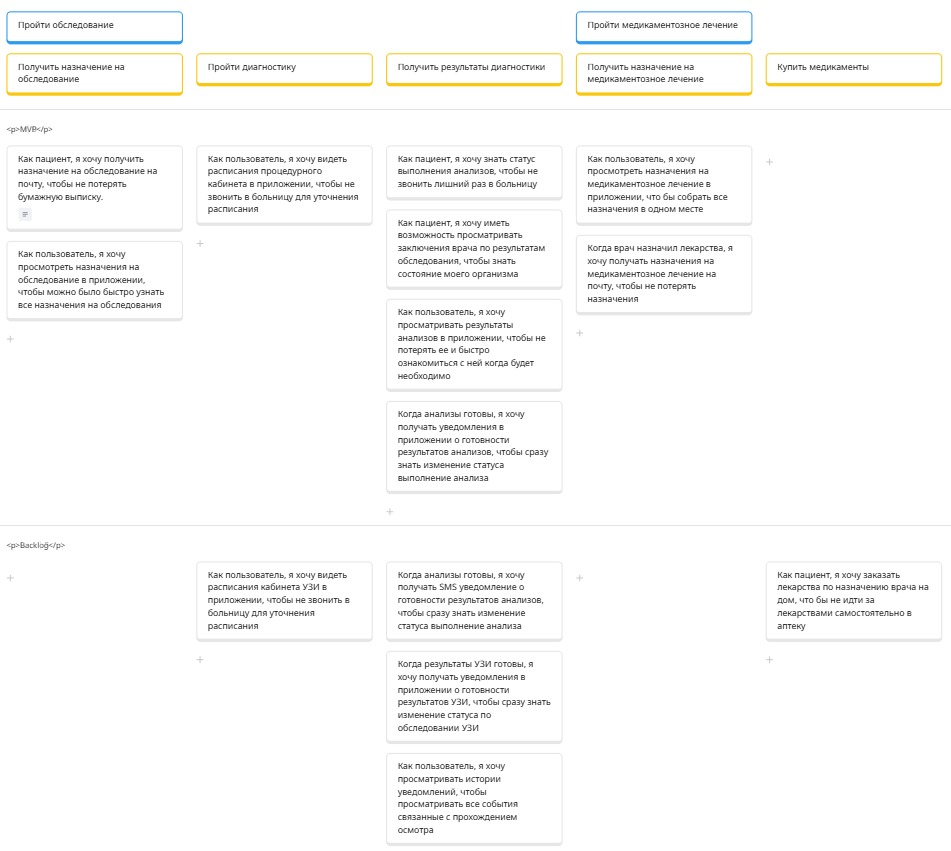 Пройти обследование
Пройти медикаментозное лечение
Получить назначение на
обследование
Пройти диагностику
Получить результаты диагностики
Получить назначение на
медикаментозное лечение
Купить медикаменты
<p>MVP</p>
Как пациент, я хочу получить
назначение на обследование на
почту, чтобы не потерять
бумажную выписку.
Как пользователь, я хочу
просмотреть назначения на
обследование в приложении,
чтобы можно было быстро узнать
все назначения на обследования
+
Как пользователь, я хочу видеть
расписания процедурного
кабинета в приложении, чтобы не
звонить в больницу для уточнения
расписания
+
Как пациент, я хочу знать статус
выполнения анализов, чтобы не
звонить лишний раз в больницу
Как пациент, я хочу иметь
возможность просматривать
заключения врача по результатам
обследования, чтобы знать
состояние моего организма
Как пользователь, я хочу
просматривать результаты
анализов в приложении, чтобы не
потерять ее и быстро
ознакомиться с ней когда будет
необходимо
Когда анализы готовы, я хочу
получать уведомления в
приложении о готовности
результатов анализов, чтобы сразу
знать изменение статуса
выполнение анализа
+
Как пользователь, я хочу
просмотреть назначения на
медикаментозное лечение в
приложении, что бы собрать все
назначения в одном месте
Когда врач назначил лекарства, я
хочу получать назначения на
медикаментозное лечение на
почту, чтобы не потерять
назначения
+
+
<p>Backlog</p>
+
Как пользователь, я хочу видеть
расписания кабинета УЗИ в
приложении, чтобы не звонить в
больницу для уточнения
расписания
+
Когда анализы готовы, я хочу
получать SMS уведомление о
готовности результатов анализов,
чтобы сразу знать изменение
статуса выполнение анализа
Когда результаты УЗИ готовы, я
хочу получать уведомления в
приложении о готовности
результатов УЗИ, чтобы сразу знать
изменение статуса по
обследовании УЗИ
Как пользователь, я хочу
просматривать истории
уведомлений, чтобы
просматривать все события
связанные с прохождением
осмотра
+
Как пациент, я хочу заказать
лекарства по назначению врача на
дом, что бы не идти за
лекарствами самостоятельно в
аптеку
+